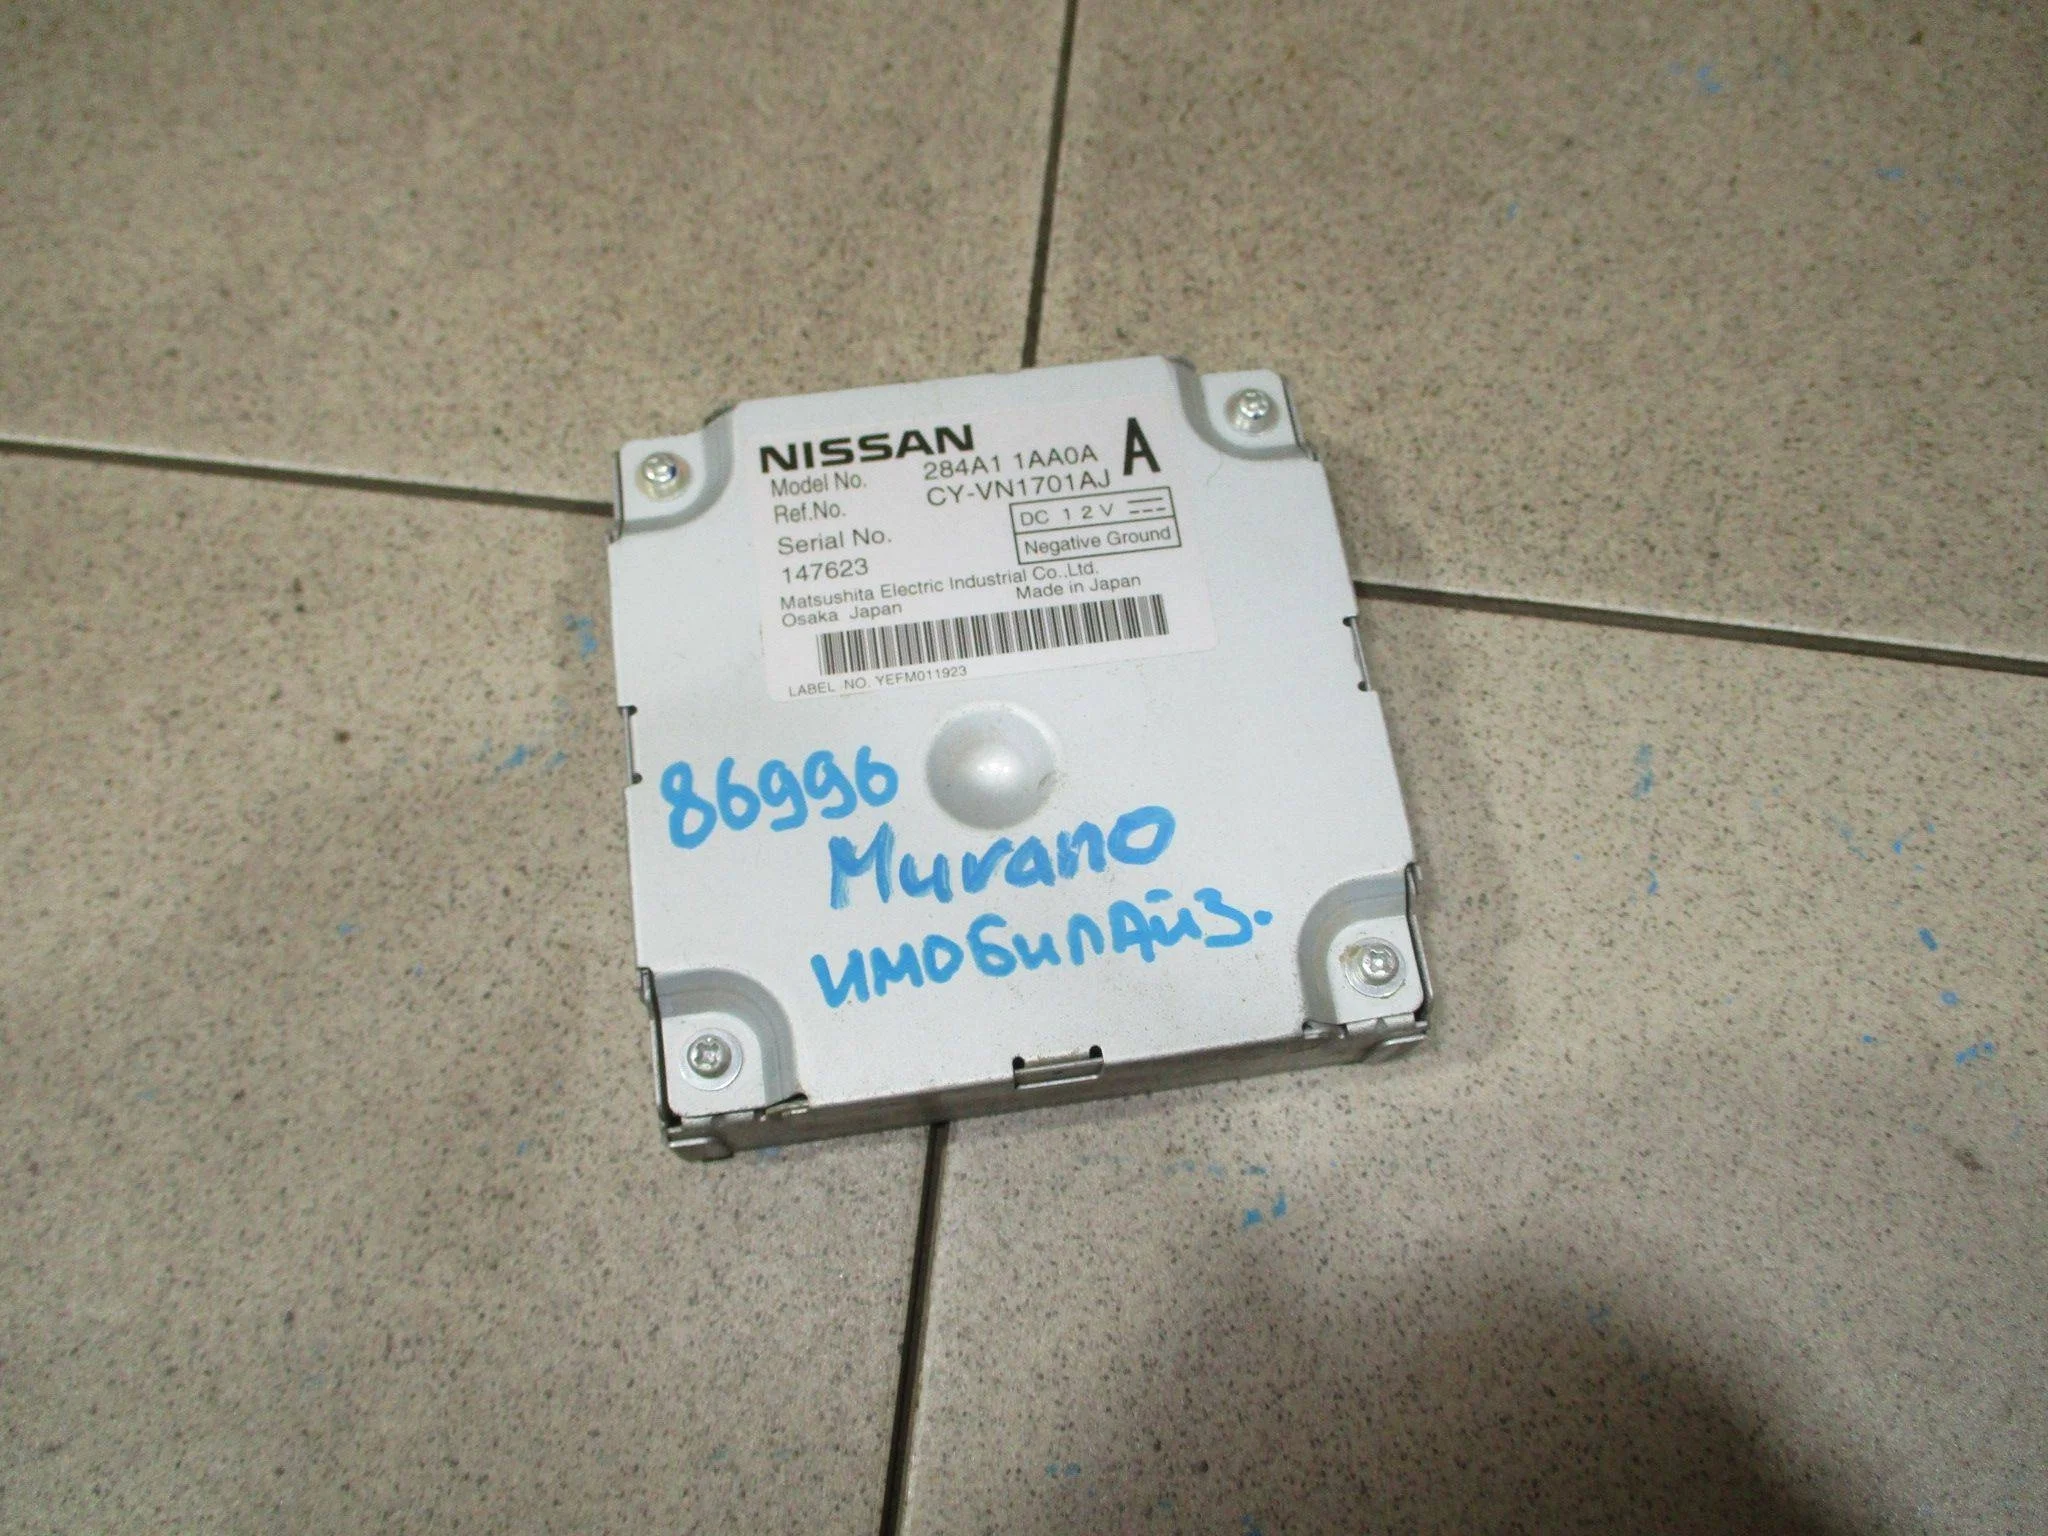 NISSAN A
Model No. 284A1 1AA0A
Ref.No. CY-VN1701AJ
Serial No. DC 12V
147623 Negative Ground
Matsushita Electric Industrial Co.,Ltd.
Osaka Japan Made in Japan
LABEL NO. YEFM011923
86996
Murano
имобилАйз.